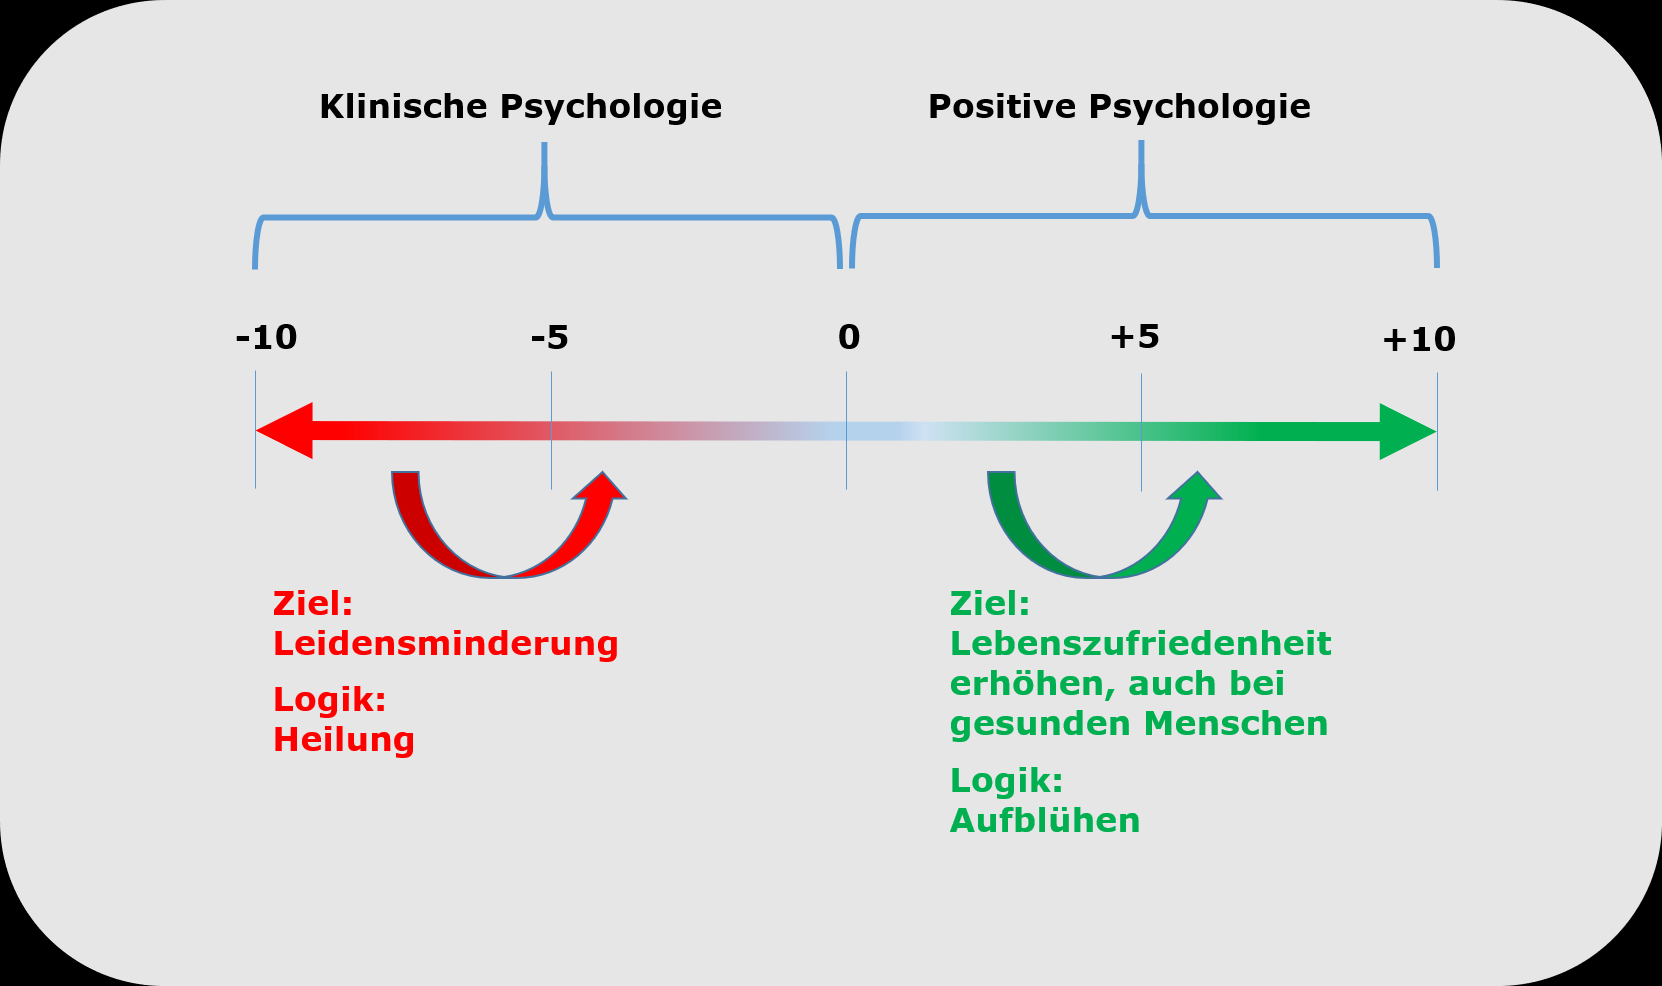 Klinische Psychologie
Positive Psychologie
-10
-5
0
+5
+10
Ziel:
Leidensminderung
Logik:
Heilung
Ziel:
Lebenszufriedenheit
erhöhen, auch bei
gesunden Menschen
Logik:
Aufblühen